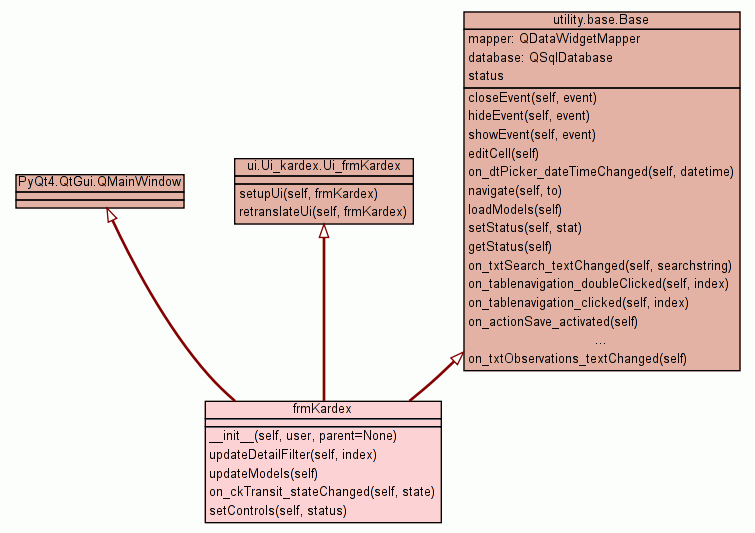 utility.base.Base
mapper: QDataWidgetMapper
database: QSqlDatabase
status
closeEvent(self, event)
hideEvent(self, event)
showEvent(self, event)
editCell(self)
on_dtPicker_dateTimeChanged(self, datetime)
navigate(self, to)
loadModels(self)
setStatus(self, stat)
getStatus(self)
on_txtSearch_textChanged(self, searchstring)
on_tablenavigation_doubleClicked(self, index)
on_tablenavigation_clicked(self, index)
on_actionSave_activated(self)
...
on_txtObservations_textChanged(self)
ui.Ui_kardex.Ui_frmKardex
setupUi(self, frmKardex)
retranslateUi(self, frmKardex)
PyQt4.QtGui.QMainWindow
frmKardex
__init__(self, user, parent=None)
updateDetailFilter(self, index)
updateModels(self)
on_ckTransit_stateChanged(self, state)
setControls(self, status)